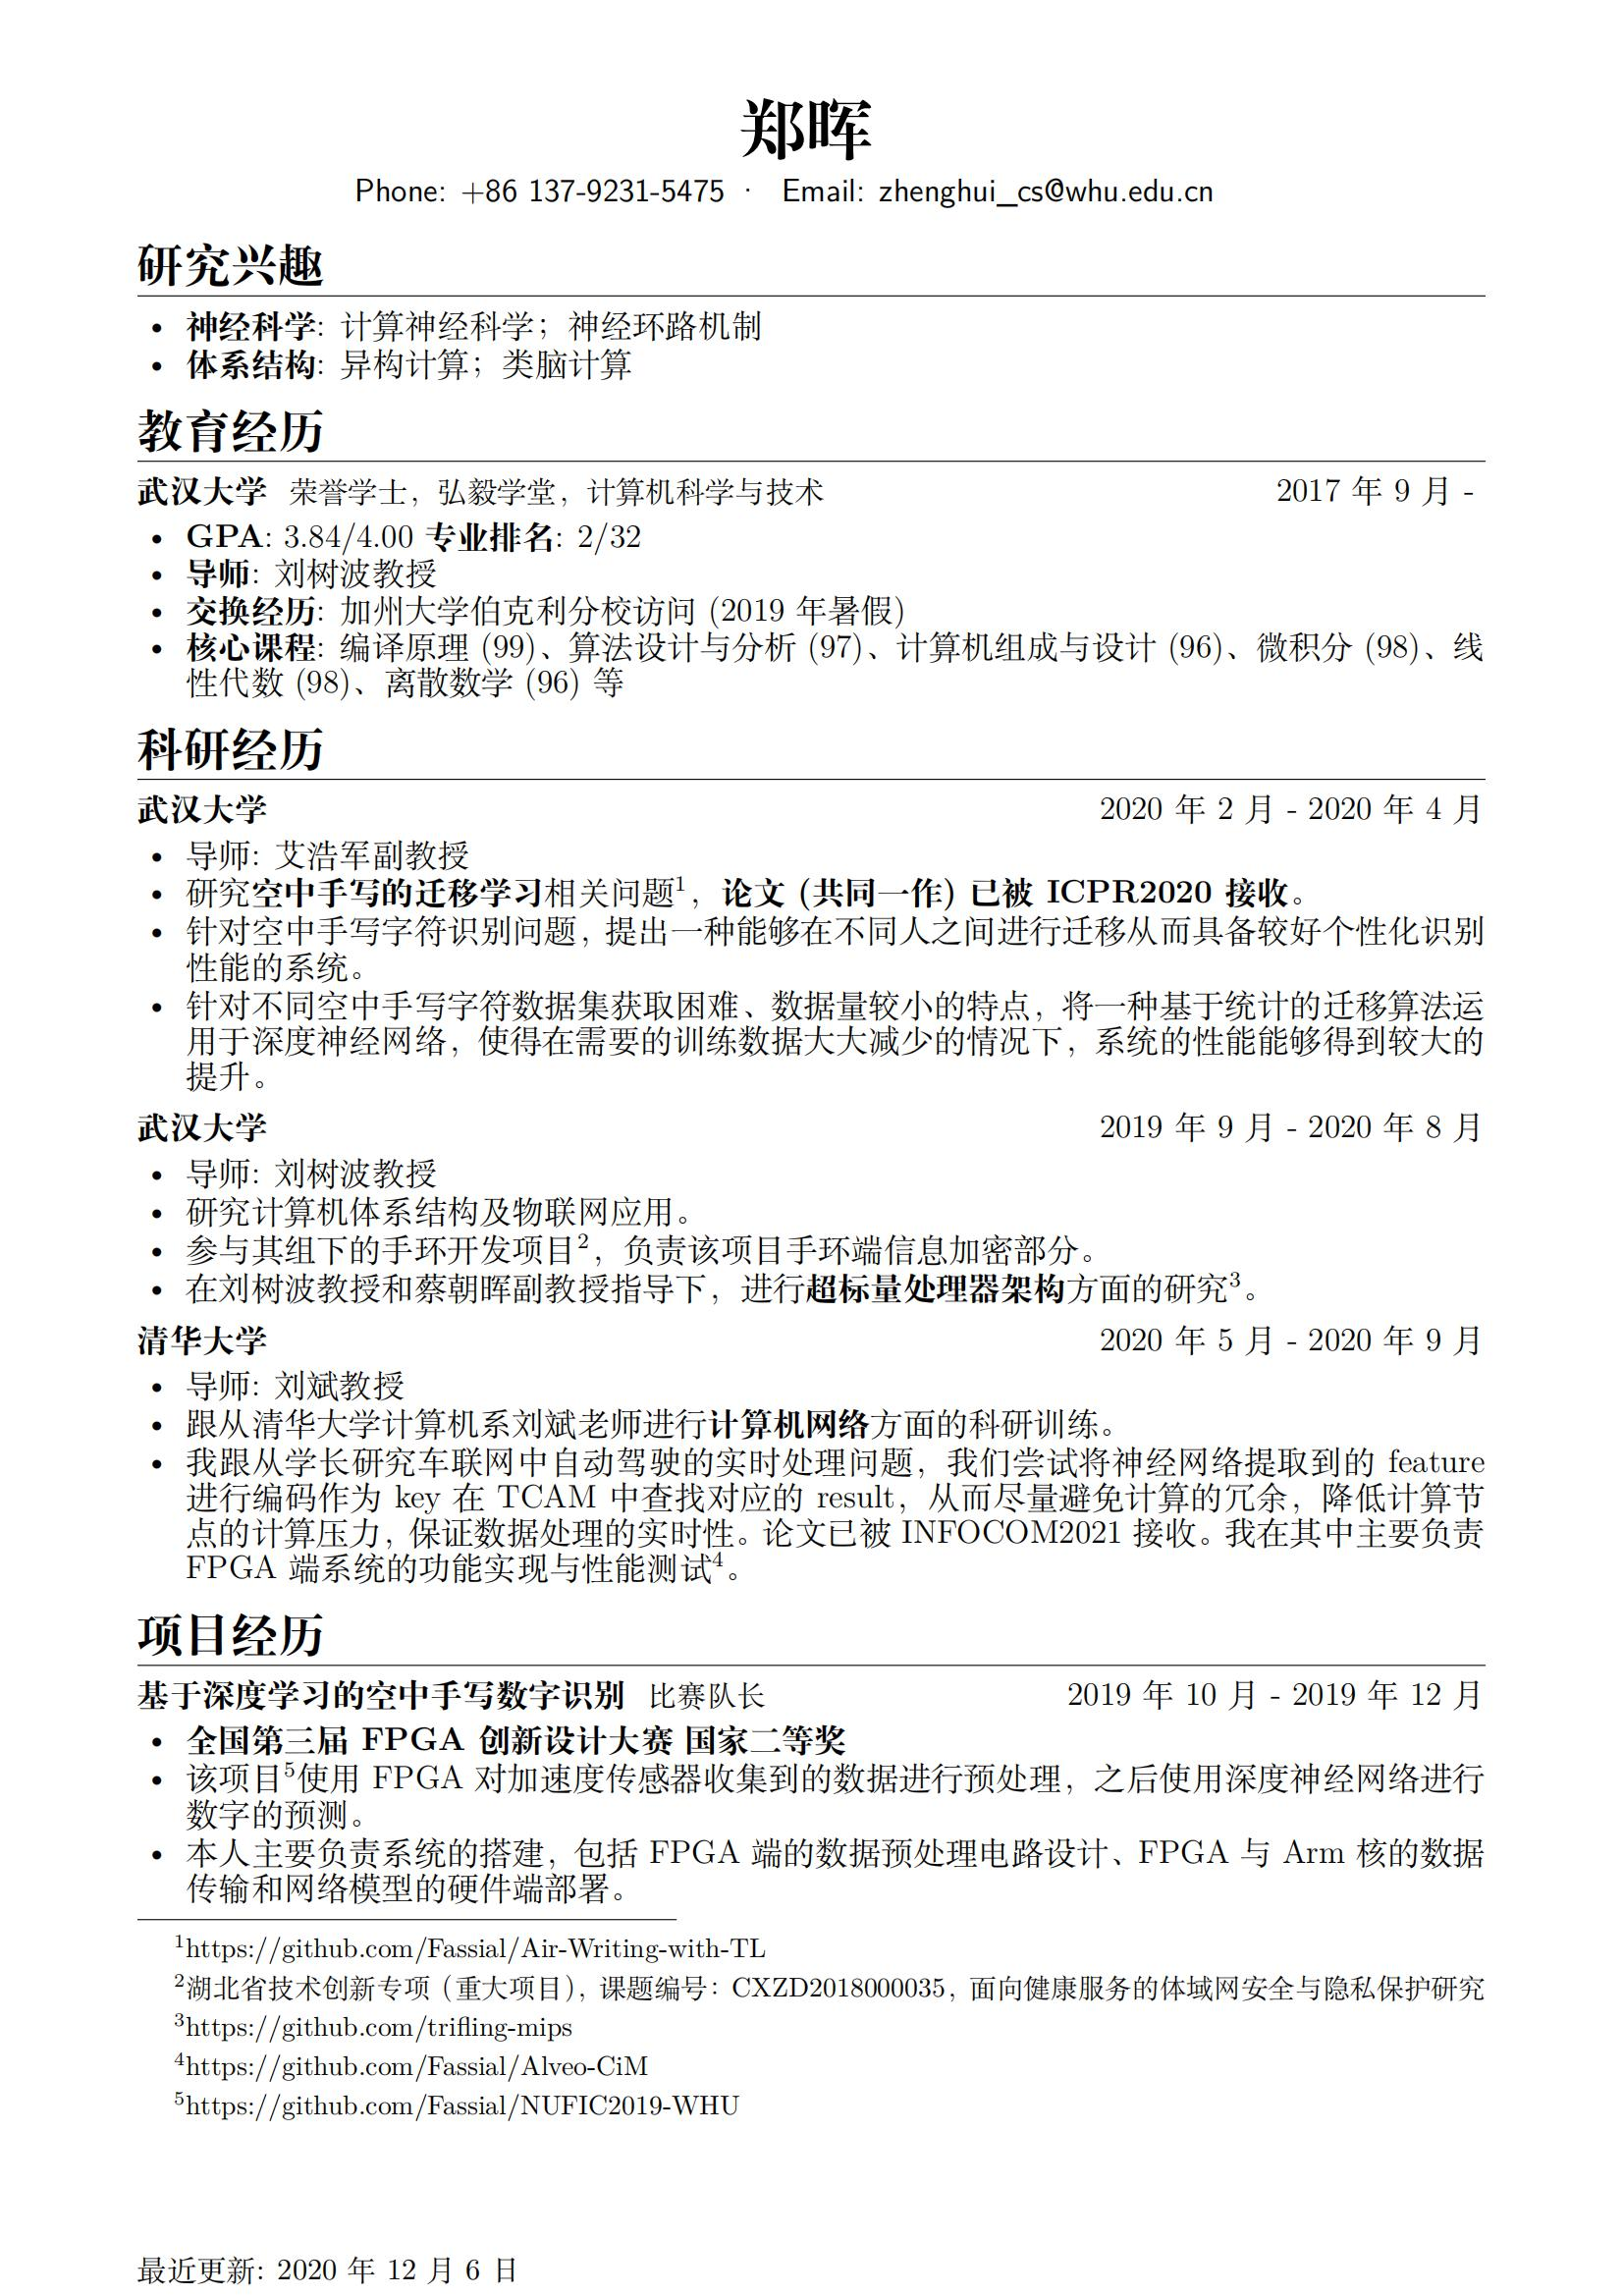 郑晖
Phone: +86 137-9231-5475 · Email: zhenghui_cs@whu.edu.cn
研究兴趣
• 神经科学: 计算神经科学；神经环路机制
• 体系结构: 异构计算；类脑计算
教育经历
武汉大学 荣誉学士，弘毅学堂，计算机科学与技术 2017 年 9 月 -
• GPA: 3.84/4.00 专业排名: 2/32
• 导师: 刘树波教授
• 交换经历: 加州大学伯克利分校访问 (2019 年暑假)
• 核心课程: 编译原理 (99)、算法设计与分析 (97)、计算机组成与设计 (96)、微积分 (98)、线
性代数 (98)、离散数学 (96) 等
科研经历
武汉大学 2020 年 2 月 - 2020 年 4 月
• 导师: 艾浩军副教授
• 研究空中手写的迁移学习相关问题1，论文 (共同一作) 已被 ICPR2020 接收。
• 针对空中手写字符识别问题，提出一种能够在不同人之间进行迁移从而具备较好个性化识别
性能的系统。
• 针对不同空中手写字符数据集获取困难、数据量较小的特点，将一种基于统计的迁移算法运
用于深度神经网络，使得在需要的训练数据大大减少的情况下，系统的性能能够得到较大的
提升。
武汉大学 2019 年 9 月 - 2020 年 8 月
• 导师: 刘树波教授
• 研究计算机体系结构及物联网应用。
• 参与其组下的手环开发项目2，负责该项目手环端信息加密部分。
• 在刘树波教授和蔡朝晖副教授指导下，进行超标量处理器架构方面的研究3。
清华大学 2020 年 5 月 - 2020 年 9 月
• 导师: 刘斌教授
• 跟从清华大学计算机系刘斌老师进行计算机网络方面的科研训练。
• 我跟从学长研究车联网中自动驾驶的实时处理问题，我们尝试将神经网络提取到的 feature
进行编码作为 key 在 TCAM 中查找对应的 result，从而尽量避免计算的冗余，降低计算节
点的计算压力，保证数据处理的实时性。论文已被 INFOCOM2021 接收。我在其中主要负责
FPGA 端系统的功能实现与性能测试4。
项目经历
基于深度学习的空中手写数字识别 比赛队长 2019 年 10 月 - 2019 年 12 月
• 全国第三届 FPGA 创新设计大赛 国家二等奖
• 该项目5使用 FPGA 对加速度传感器收集到的数据进行预处理，之后使用深度神经网络进行
数字的预测。
• 本人主要负责系统的搭建，包括 FPGA 端的数据预处理电路设计、FPGA 与 Arm 核的数据
传输和网络模型的硬件端部署。
1https://github.com/Fassial/Air-Writing-with-TL
2湖北省技术创新专项（重大项目），课题编号：CXZD2018000035，面向健康服务的体域网安全与隐私保护研究
3https://github.com/trifling-mips
4https://github.com/Fassial/Alveo-CiM
5https://github.com/Fassial/NUFIC2019-WHU
最近更新: 2020 年 12 月 6 日